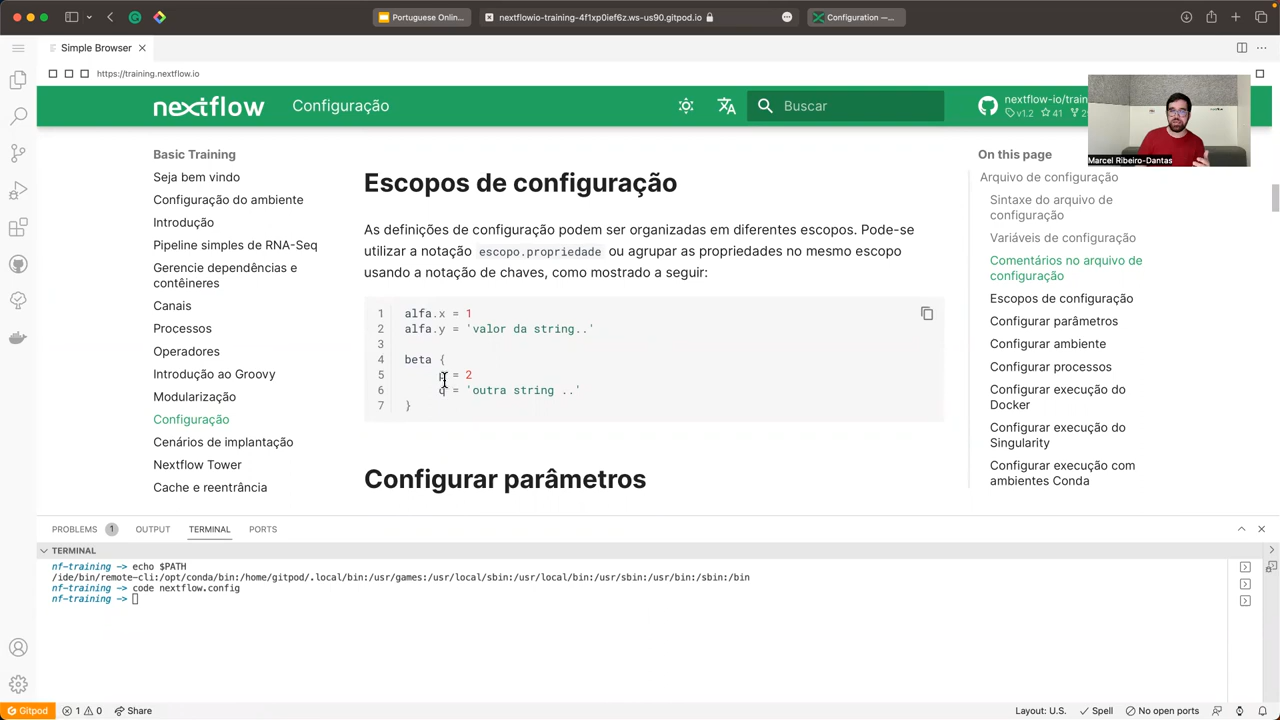 Portuguese Onlin...
nextflowio-training-4f1xp0ief6z.ws-us90.gitpod.io
Configuration —...
Simple Browser
https://training.nextflow.io
nextflow
Configuração
Buscar
nextflow-io/train
v1.2 41
Marcel Ribeiro-Dantas
Basic Training
Seja bem vindo
Configuração do ambiente
Introdução
Pipeline simples de RNA-Seq
Gerencie dependências e
contêineres
Canais
Processos
Operadores
Introdução ao Groovy
Modularização
Configuração
Cenários de implantação
Nextflow Tower
Cache e reentrância
Escopos de configuração
As definições de configuração podem ser organizadas em diferentes escopos. Pode-se
utilizar a notação escopo.propriedade ou agrupar as propriedades no mesmo escopo
usando a notação de chaves, como mostrado a seguir:
1 alfa.x = 1
2 alfa.y = 'valor da string..'
3
4 beta {
5 = 2
6 q = 'outra string ..'
7 }
Configurar parâmetros
On this page
Arquivo de configuração
Sintaxe do arquivo de
configuração
Variáveis de configuração
Comentários no arquivo de
configuração
Escopos de configuração
Configurar parâmetros
Configurar ambiente
Configurar processos
Configurar execução do
Docker
Configurar execução do
Singularity
Configurar execução com
ambientes Conda
PROBLEMS 1 OUTPUT TERMINAL PORTS
TERMINAL
nf-training -> echo $PATH
/ide/bin/remote-cli:/opt/conda/bin:/home/gitpod/.local/bin:/usr/games:/usr/local/sbin:/usr/local/bin:/usr/sbin:/usr/bin:/sbin:/bin
nf-training -> code nextflow.config
nf-training ->
Gitpod 1 0 Share Layout: U.S. Spell No open ports